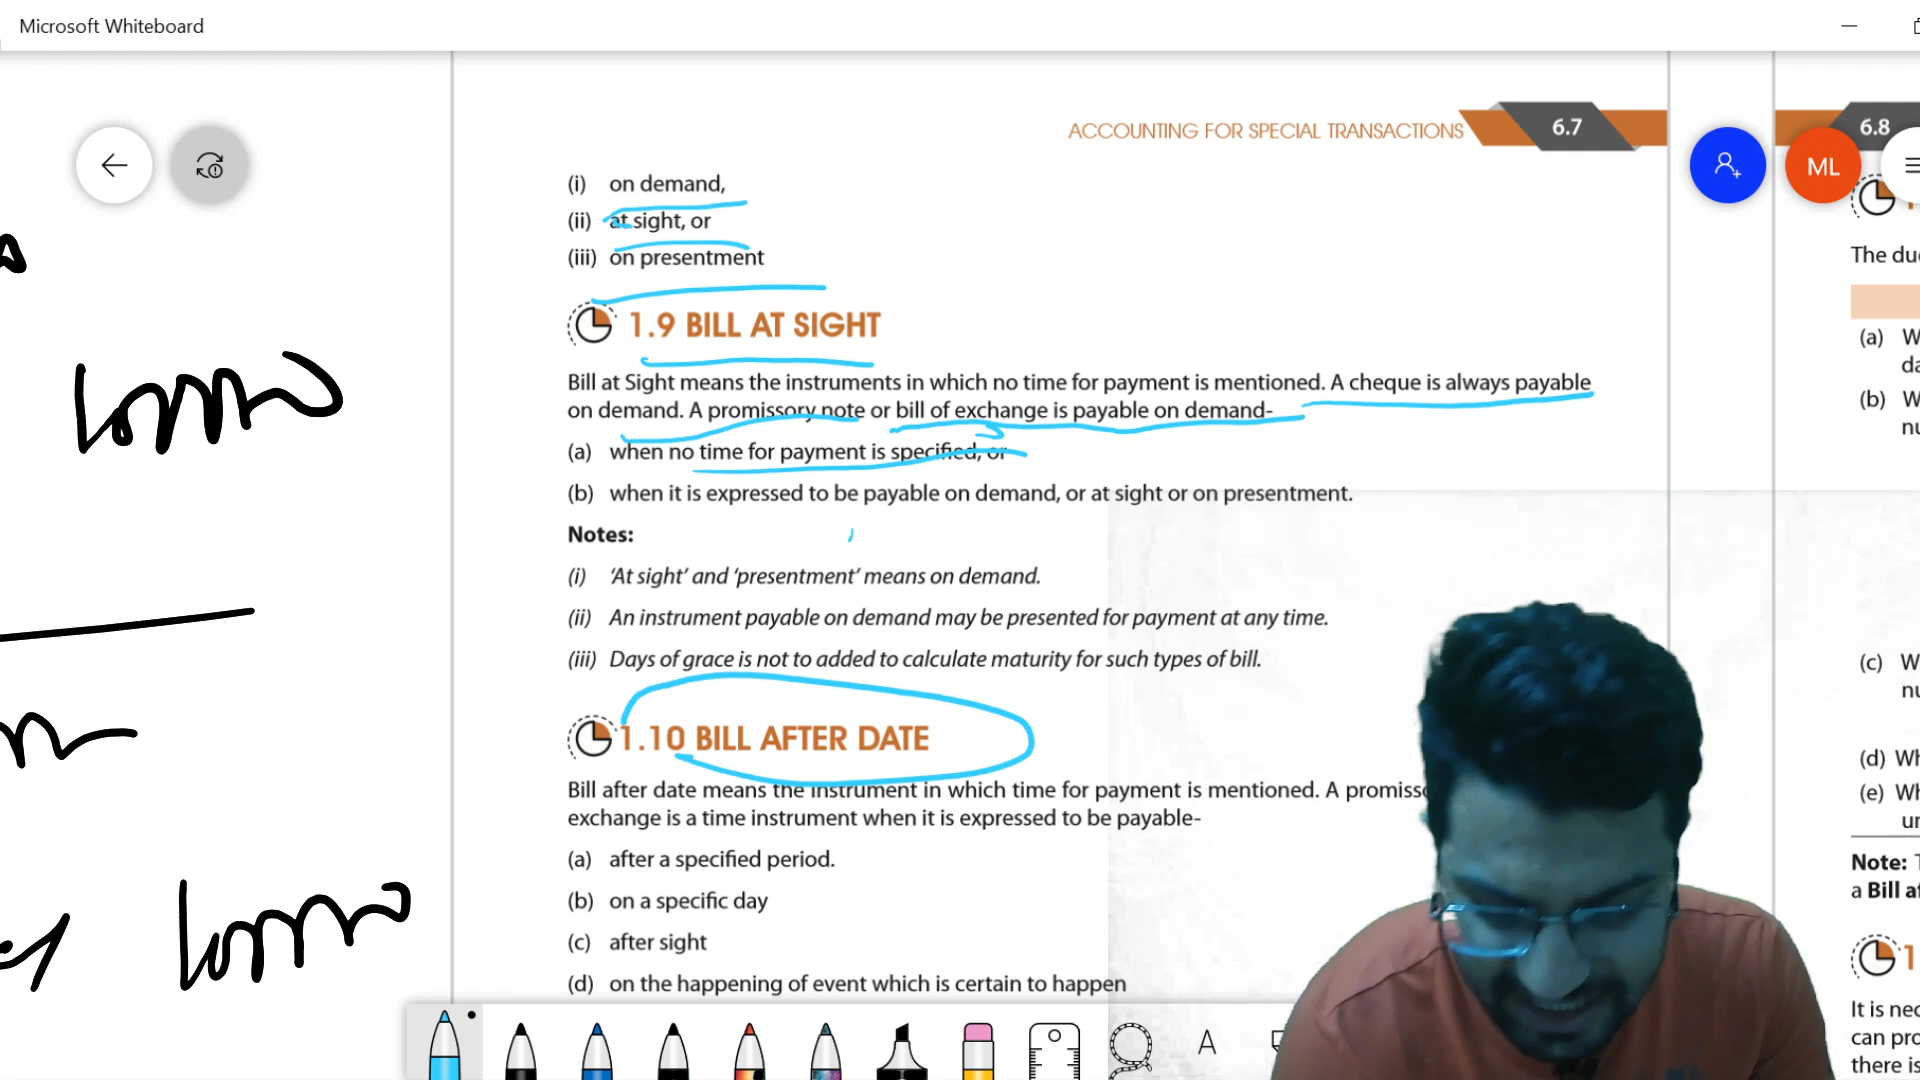 Microsoft Whiteboard
ACCOUNTING FOR SPECIAL TRANSACTIONS 6.7
6.8
ML
(i) on demand,
(ii) at sight, or
(iii) on presentment
1.9 BILL AT SIGHT
Bill at Sight means the instruments in which no time for payment is mentioned. A cheque is always payable
on demand. A promissory note or bill of exchange is payable on demand-
(a) when no time for payment is specified, or
(b) when it is expressed to be payable on demand, or at sight or on presentment.
Notes:
(i) ‘At sight’ and ‘presentment’ means on demand.
(ii) An instrument payable on demand may be presented for payment at any time.
(iii) Days of grace is not to added to calculate maturity for such types of bill.
1.10 BILL AFTER DATE
Bill after date means the instrument in which time for payment is mentioned. A
exchange is a time instrument when it is expressed to be payable-
(a) after a specified period.
(b) on a specific day
(c) after sight
(d) on the happening of event which is certain to happen
The
(a)
(b)
(c)
(d)
(e)
Note:
a Bill
It is
can
there is